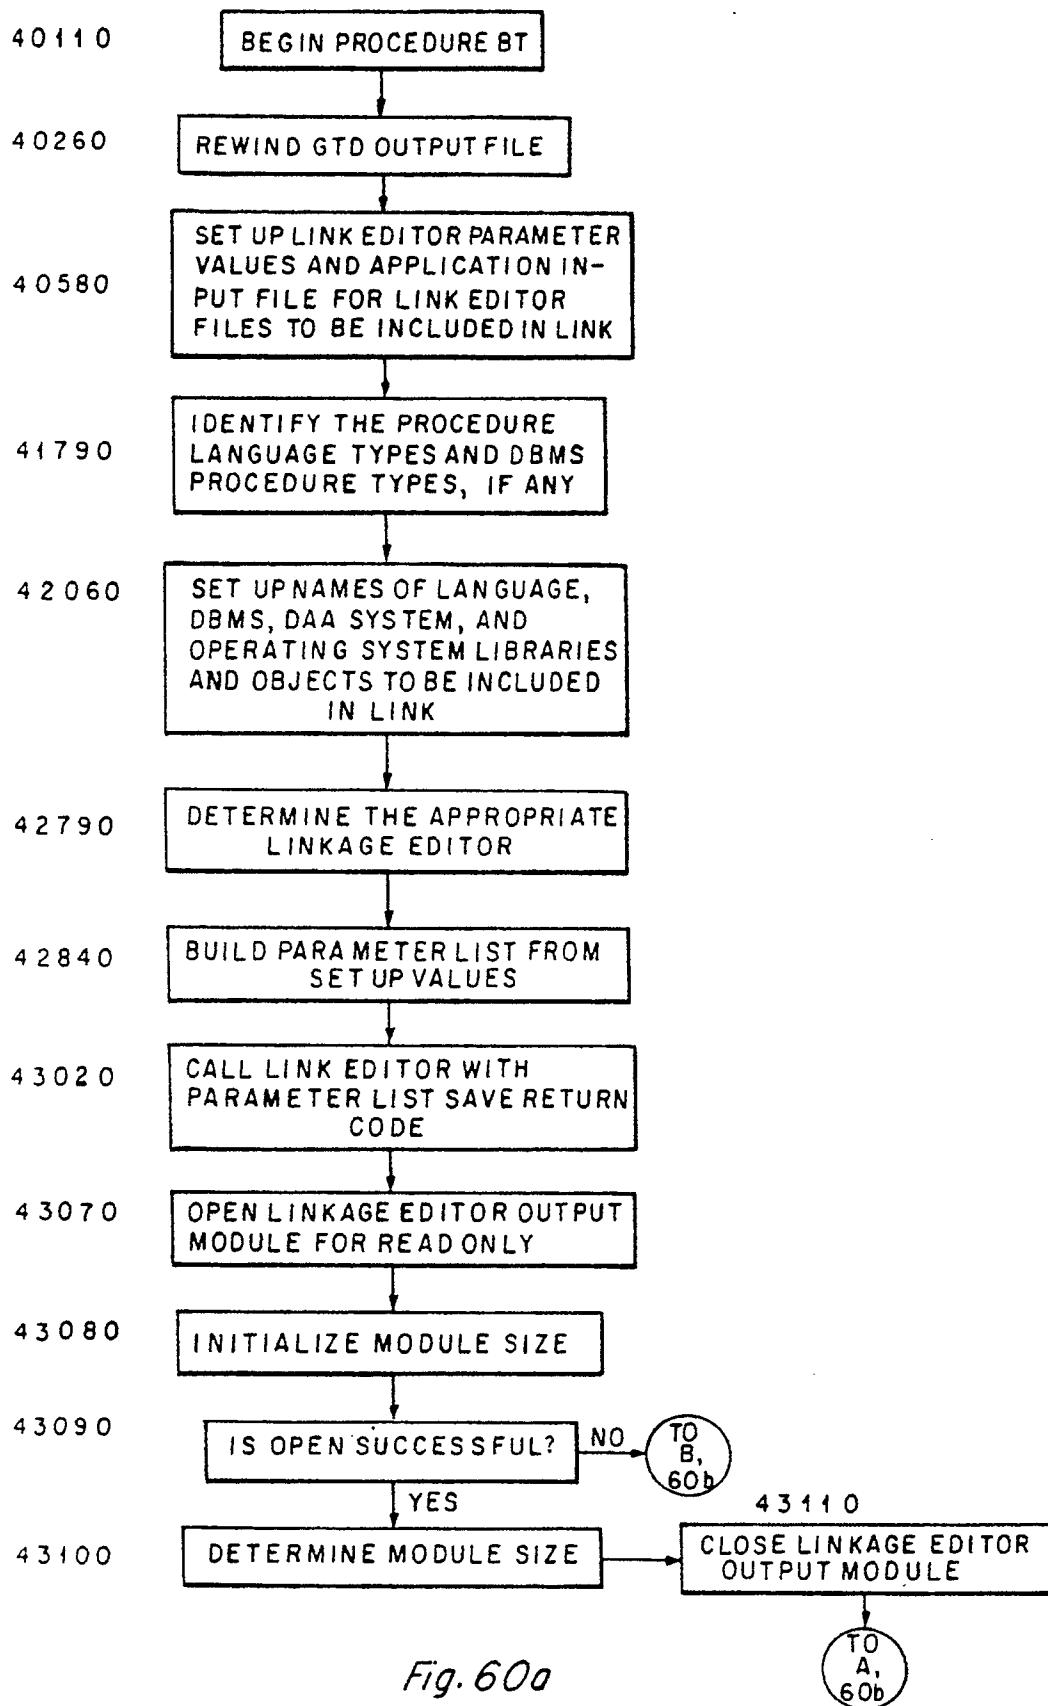 40110
BEGIN PROCEDURE BT
40260
REWIND GTD OUTPUT FILE
40580
SET UP LINK EDITOR PARAMETER
VALUES AND APPLICATION IN-
PUT FILE FOR LINK EDITOR
FILES TO BE INCLUDED IN LINK
41790
IDENTIFY THE PROCEDURE
LANGUAGE TYPES AND DBMS
PROCEDURE TYPES, IF ANY
42060
SET UP NAMES OF LANGUAGE,
DBMS, DAA SYSTEM, AND
OPERATING SYSTEM LIBRARIES
AND OBJECTS TO BE INCLUDED
IN LINK
42790
DETERMINE THE APPROPRIATE
LINKAGE EDITOR
42840
BUILD PARAMETER LIST FROM
SET UP VALUES
43020
CALL LINK EDITOR WITH
PARAMETER LIST SAVE RETURN
CODE
43070
OPEN LINKAGE EDITOR OUTPUT
MODULE FOR READ ONLY
43080
INITIALIZE MODULE SIZE
43090
IS OPEN SUCCESSFUL?
NO
TO
B,
60b
YES
43100
DETERMINE MODULE SIZE
43110
CLOSE LINKAGE EDITOR
OUTPUT MODULE
TO
A,
60b
Fig. 60a